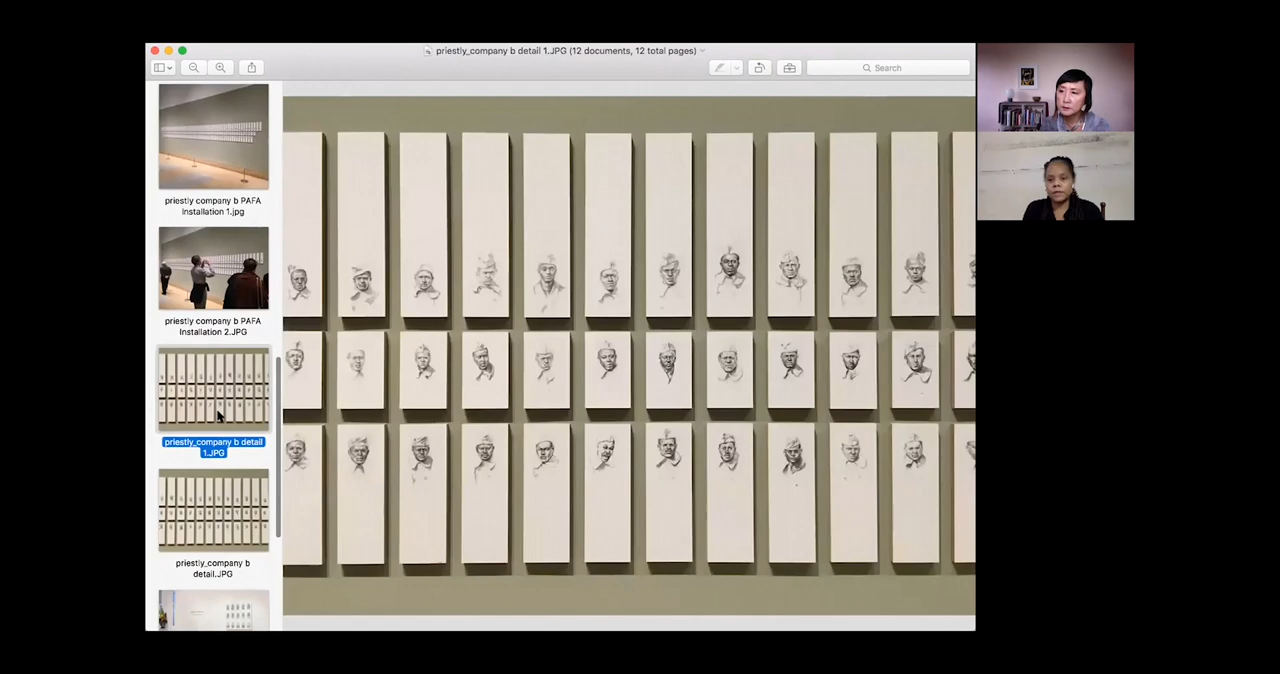 priestly_company b detail 1.JPG (12 documents, 12 total pages)
Search
priestly company b PAFA
Installation 1.jpg
priestly company b PAFA
Installation 2.JPG
priestly_company b detail
1.JPG
priestly_company b
detail.JPG